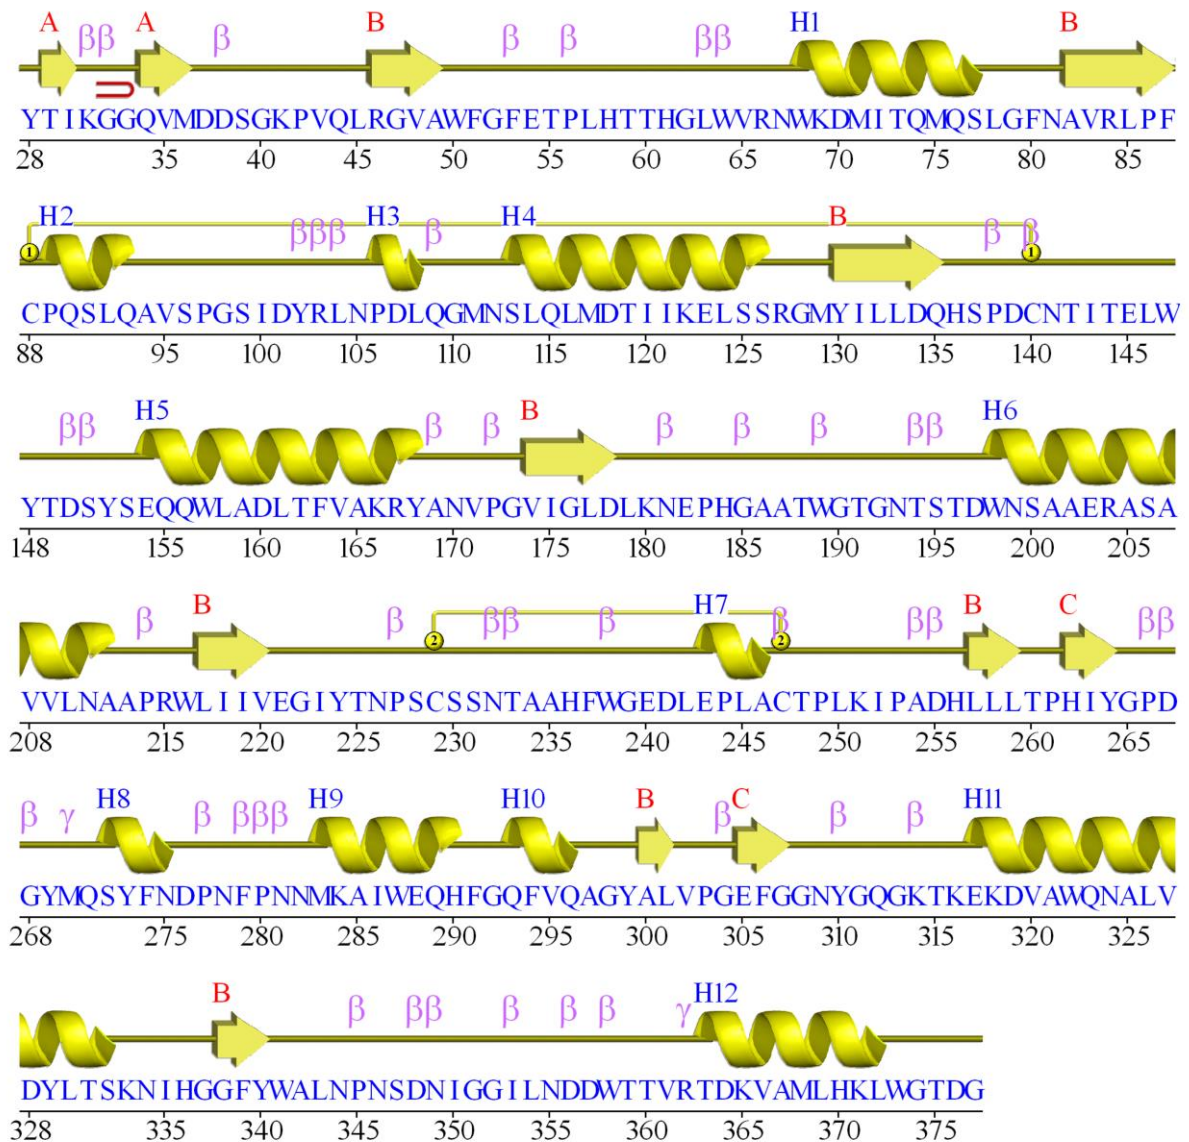 A ββ A β B β β ββ H1 B
YTIKGGQVMDDSGKPVQLRGVAWFGFETPLHTTHGLWVRNWKDMITQMQSLGFNAVRLPF
28 35 40 45 50 55 60 65 70 75 80 85
H2 βββ H3 β H4 B β β
1 1
CPQSLQAVSPGSIDYRLNPDLQGMNSLQLMDTIIKELSSRGMYILLDQHSPDCNTITELW
88 95 100 105 110 115 120 125 130 135 140 145
ββ H5 β β B β β β ββ H6
YTDSYSEQQWLADLTFVAKRYANVPGVIGLDLKNEPHGAATWGTGNTSTDWNSAAERASA
148 155 160 165 170 175 180 185 190 195 200 205
β B β ββ β H7 β ββ B C ββ
2 2
VVLNAAPRWLIIVEGIYTNPSCSSNTAAHFWGEDLEPLACTPLKIPADHLLLTPHIYGPD
208 215 220 225 230 235 240 245 250 255 260 265
β γ H8 β βββ H9 H10 B β C β β H11
GYMQSYFNDPNFPNNMKAIWEQHFGQFVQAGYALVPGEFGGNYGQGKTKEKDVAWQNALV
268 275 280 285 290 295 300 305 310 315 320 325
B β ββ β β β γ H12
DYLTSKNIHGGFYWALNPNSDNIGGILNDDWTTVRTDKVAMLHKLWGTDG
328 335 340 345 350 355 360 365 370 375